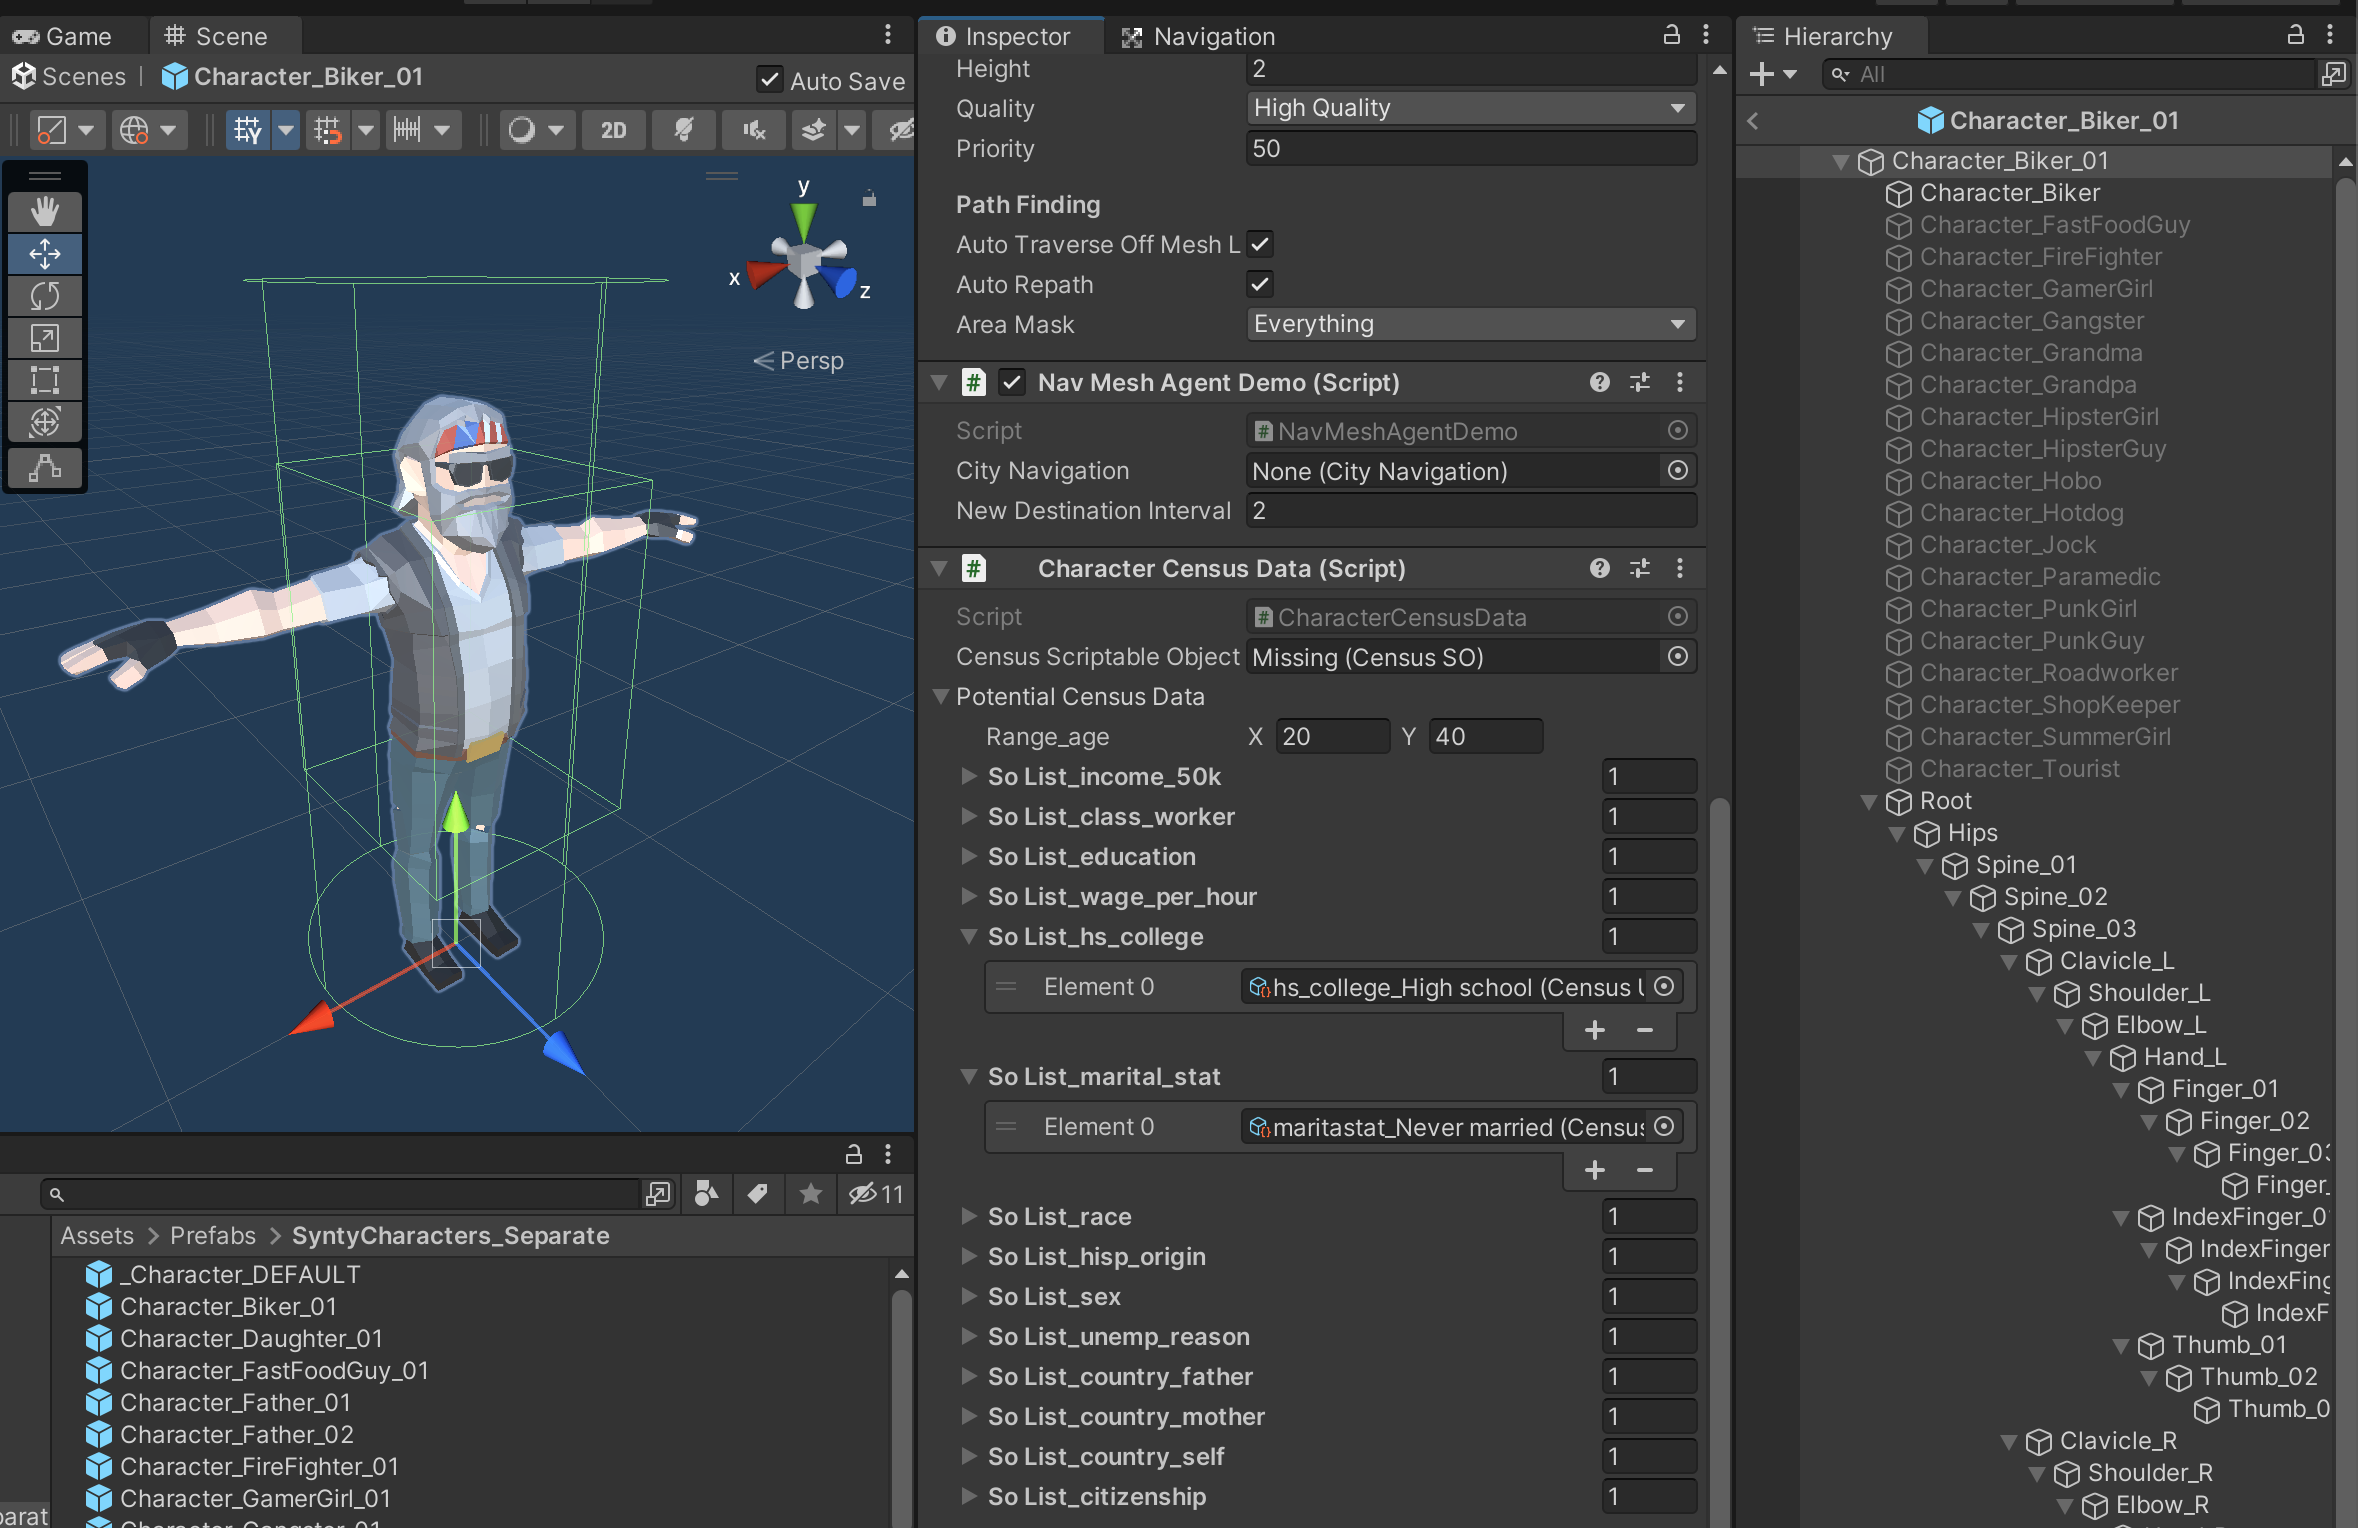 Game
Scene
Scenes
Character_Biker_01
Auto Save
2D
y
x
z
Persp
11
Assets > Prefabs > SyntyCharacters_Separate
_Character_DEFAULT
Character_Biker_01
Character_Daughter_01
Character_FastFoodGuy_01
Character_Father_01
Character_Father_02
Character_FireFighter_01
Character_GamerGirl_01
Character_Gangster_01
parat
Inspector
Navigation
Height 2
Quality High Quality
Priority 50
Path Finding
Auto Traverse Off Mesh L
Auto Repath
Area Mask Everything
# Nav Mesh Agent Demo (Script)
Script # NavMeshAgentDemo
City Navigation None (City Navigation)
New Destination Interval 2
# Character Census Data (Script)
Script # CharacterCensusData
Census Scriptable Object Missing (Census SO)
Potential Census Data
Range_age X 20 Y 40
So List_income_50k 1
So List_class_worker 1
So List_education 1
So List_wage_per_hour 1
So List_hs_college 1
Element 0 hs_college_High school (Census
+ −
So List_marital_stat 1
Element 0 maritastat_Never married (Census
+ −
So List_race 1
So List_hisp_origin 1
So List_sex 1
So List_unemp_reason 1
So List_country_father 1
So List_country_mother 1
So List_country_self 1
So List_citizenship 1
Hierarchy
All
Character_Biker_01
Character_Biker_01
Character_Biker
Character_FastFoodGuy
Character_FireFighter
Character_GamerGirl
Character_Gangster
Character_Grandma
Character_Grandpa
Character_HipsterGirl
Character_HipsterGuy
Character_Hobo
Character_Hotdog
Character_Jock
Character_Paramedic
Character_PunkGirl
Character_PunkGuy
Character_Roadworker
Character_ShopKeeper
Character_SummerGirl
Character_Tourist
Root
Hips
Spine_01
Spine_02
Spine_03
Clavicle_L
Shoulder_L
Elbow_L
Hand_L
Finger_01
Finger_02
Finger_03
Finger_
IndexFinger_0
IndexFinger
IndexFing
IndexF
Thumb_01
Thumb_02
Thumb_0
Clavicle_R
Shoulder_R
Elbow_R